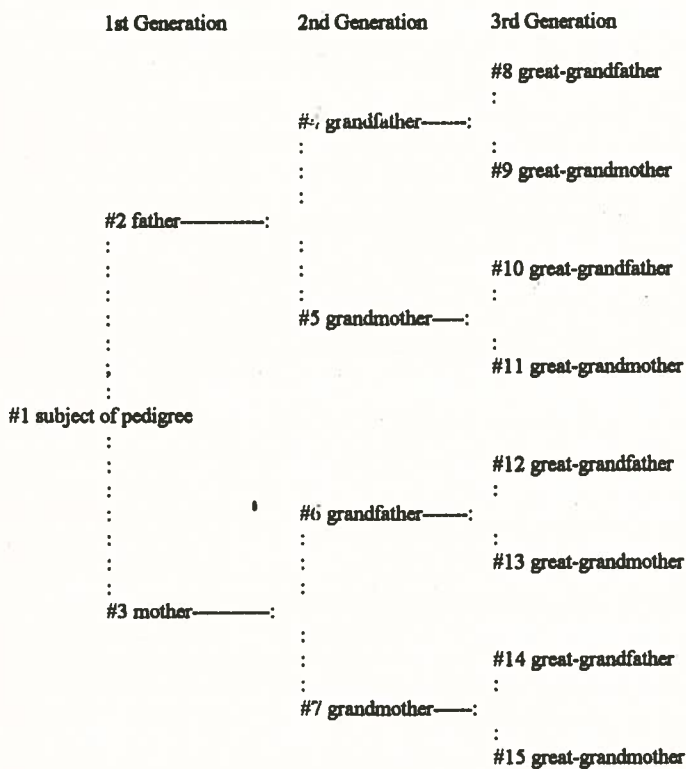 1st Generation 2nd Generation 3rd Generation
#8 great-grandfather
:
# grandfather------:
: :
: #9 great-grandmother
:
#2 father-----------:
: :
: : #10 great-grandfather
: : :
: #5 grandmother----:
: :
: #11 great-grandmother
:
#1 subject of pedigree
:
: #12 great-grandfather
: :
: #6 grandfather-----:
: : :
: : #13 great-grandmother
: :
#3 mother----------:
:
: #14 great-grandfather
: :
#7 grandmother-----:
:
#15 great-grandmother